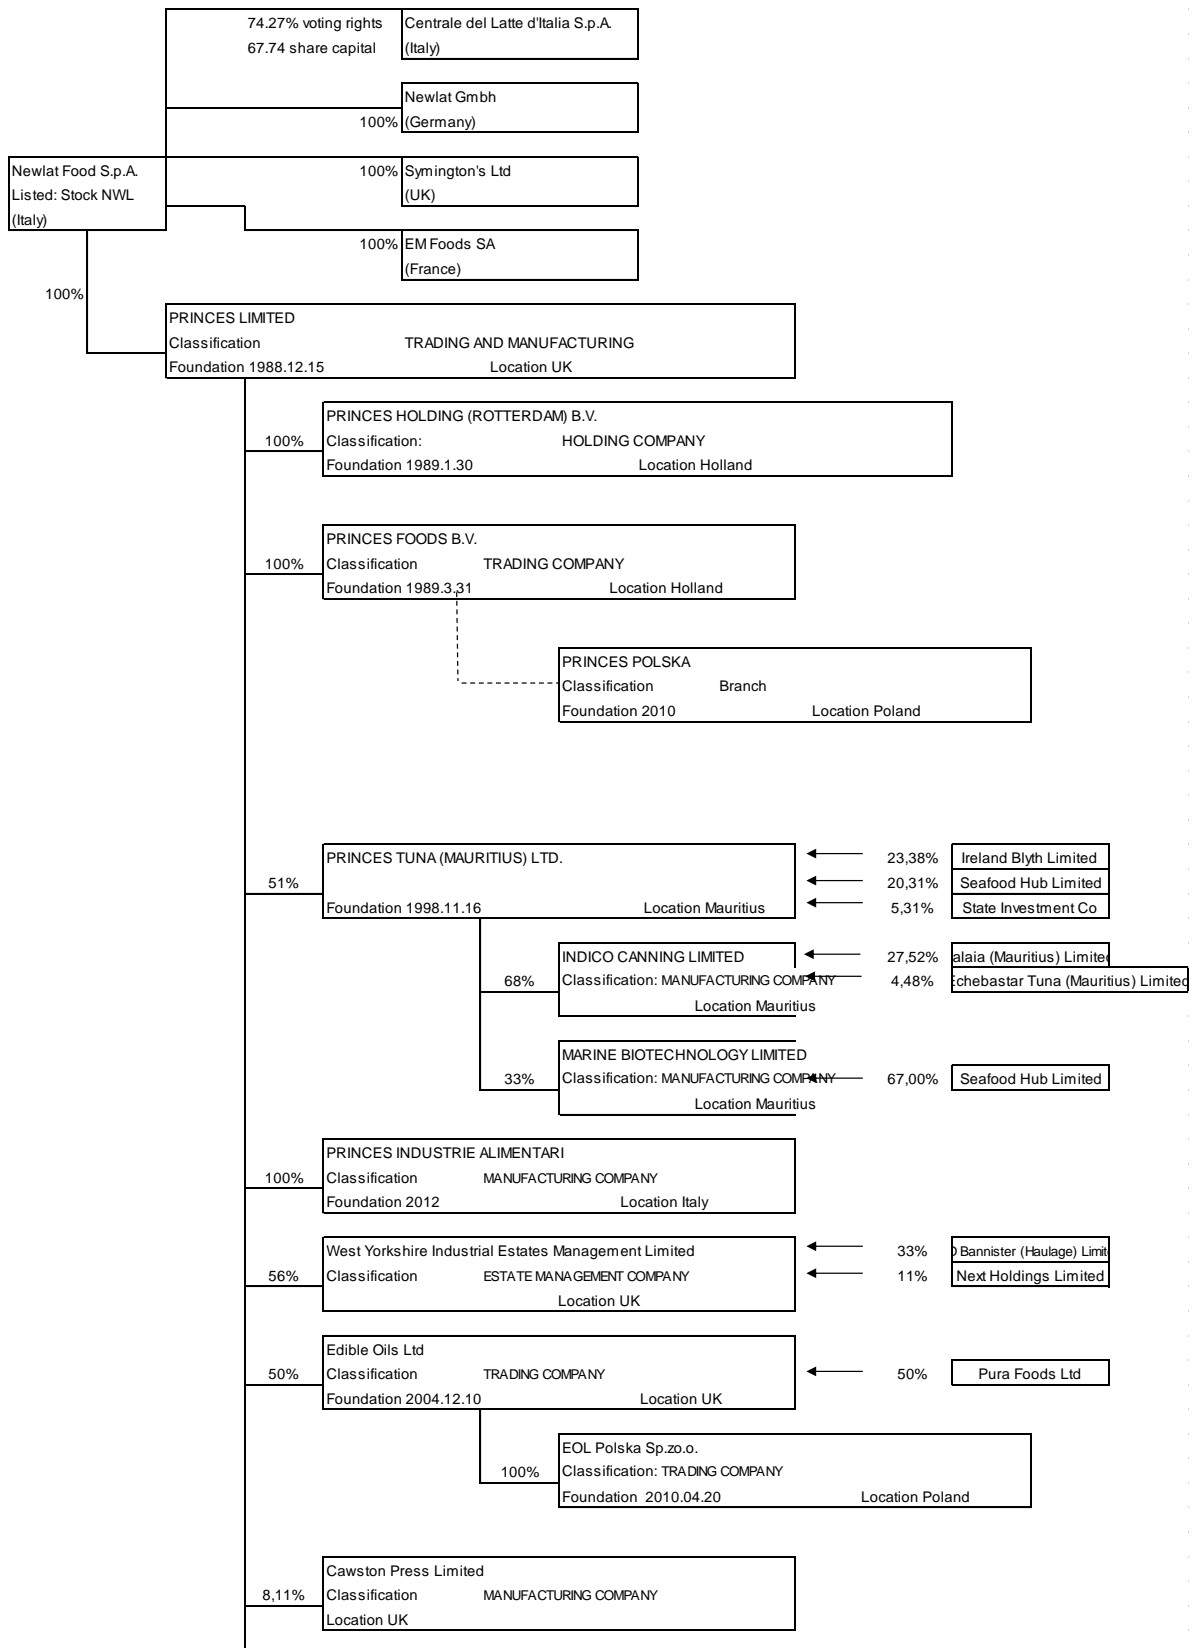 74.27% voting rights Centrale del Latte d'Italia S.p.A.
67.74 share capital (Italy)
Newlat Gmbh
100% (Germany)
Newlat Food S.p.A.
Listed: Stock NWL
(Italy)
100% Symington's Ltd
(UK)
100% EM Foods SA
(France)
100%
PRINCES LIMITED
Classification TRADING AND MANUFACTURING
Foundation 1988.12.15 Location UK
PRINCES HOLDING (ROTTERDAM) B.V.
100% Classification: HOLDING COMPANY
Foundation 1989.1.30 Location Holland
PRINCES FOODS B.V.
100% Classification TRADING COMPANY
Foundation 1989.3.31 Location Holland
PRINCES POLSKA
Classification Branch
Foundation 2010 Location Poland
PRINCES TUNA (MAURITIUS) LTD. 23,38% Ireland Blyth Limited
51% 20,31% Seafood Hub Limited
Foundation 1998.11.16 Location Mauritius 5,31% State Investment Co
INDICO CANNING LIMITED 27,52% alaia (Mauritius) Limited
68% Classification: MANUFACTURING COMPANY 4,48% Echebastar Tuna (Mauritius) Limited
Location Mauritius
MARINE BIOTECHNOLOGY LIMITED
33% Classification: MANUFACTURING COMPANY 67,00% Seafood Hub Limited
Location Mauritius
PRINCES INDUSTRIE ALIMENTARI
100% Classification MANUFACTURING COMPANY
Foundation 2012 Location Italy
West Yorkshire Industrial Estates Management Limited 33% Bannister (Haulage) Limit
56% Classification ESTATE MANAGEMENT COMPANY 11% Next Holdings Limited
Location UK
Edible Oils Ltd
50% Classification TRADING COMPANY 50% Pura Foods Ltd
Foundation 2004.12.10 Location UK
EOL Polska Sp.zo.o.
100% Classification: TRADING COMPANY
Foundation 2010.04.20 Location Poland
Cawston Press Limited
8,11% Classification MANUFACTURING COMPANY
Location UK